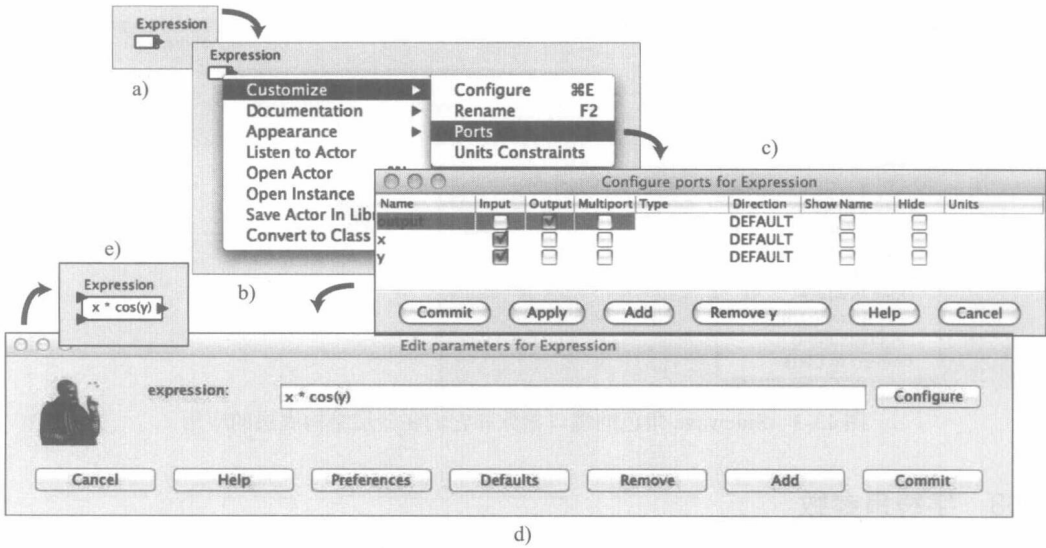 Expression
a)
Expression
Customize
Documentation
Appearance
Listen to Actor
Open Actor
Open Instance
Save Actor In Lib
Convert to Class
Configure ⌘E
Rename F2
Ports
Units Constraints
b)
c)
Configure ports for Expression
Name Input Output Multiport Type Direction Show Name Hide Units
output DEFAULT
x DEFAULT
y DEFAULT
Commit Apply Add Remove y Help Cancel
e)
Expression
x * cos(y)
Edit parameters for Expression
expression: x * cos(y) Configure
Cancel Help Preferences Defaults Remove Add Commit
d)